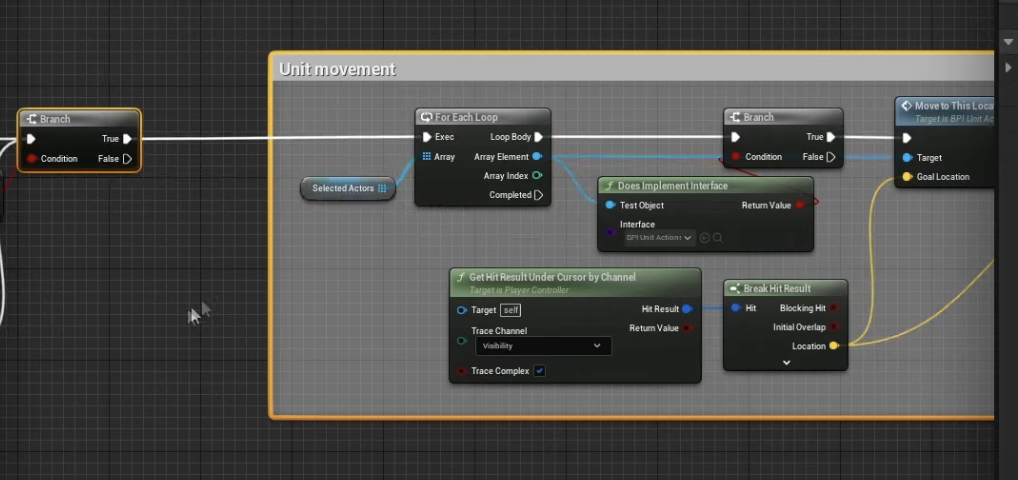 Unit movement
Branch
True
Condition
False
For Each Loop
Exec
Loop Body
Array
Array Element
Array Index
Completed
Selected Actors
Branch
True
Condition
False
Move to This Loca
Target is BPI Unit Ac
Target
Goal Location
f Does Implement Interface
Test Object
Return Value
Interface
BPI Unit Action
f Get Hit Result Under Cursor by Channel
Target is Player Controller
Target self
Hit Result
Trace Channel
Return Value
Visibility
Trace Complex
Break Hit Result
Hit
Blocking Hit
Initial Overlap
Location